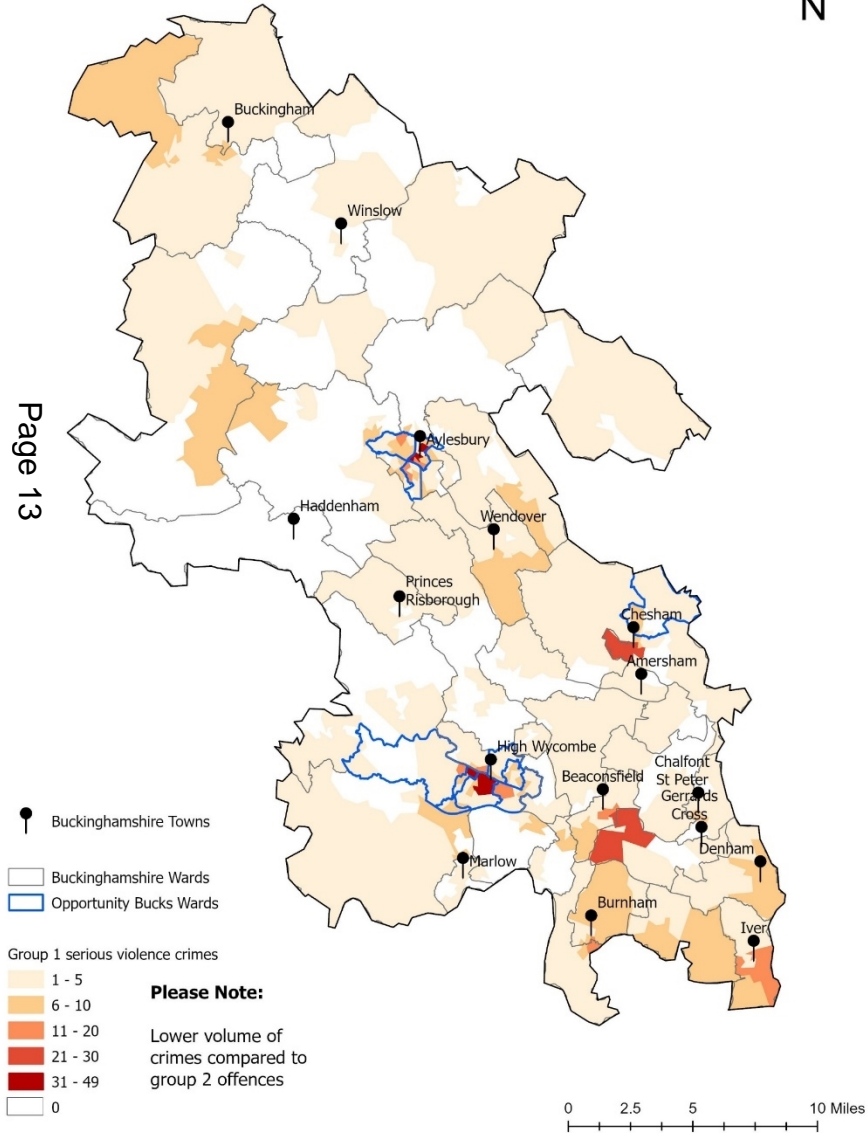 N
Buckingham
Winslow
Page 13
Aylesbury
Haddenham
Wendover
Princes
Risborough
Chesham
Amersham
High Wycombe
Beaconsfield
Chalfont
St Peter
Gerrards
Cross
Denham
Marlow
Burnham
Iver
Buckinghamshire Towns
Buckinghamshire Wards
Opportunity Bucks Wards
Group 1 serious violence crimes
1 - 5
6 - 10
11 - 20
21 - 30
31 - 49
0
Please Note:
Lower volume of
crimes compared to
group 2 offences
0 2.5 5 10 Miles